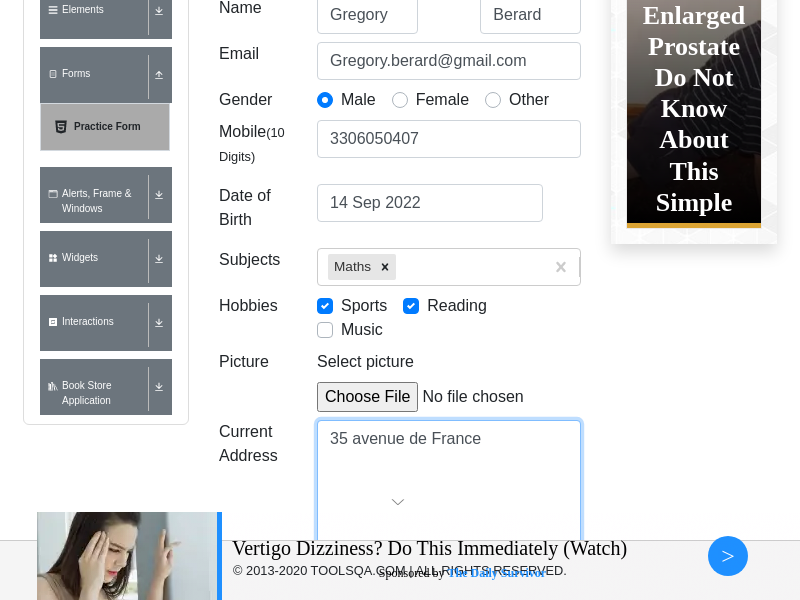 Elements
Forms
Practice Form
Alerts, Frame &
Windows
Widgets
Interactions
Book Store
Application
Name
Gregory
Berard
Email
Gregory.berard@gmail.com
Gender
Male
Female
Other
Mobile(10
Digits)
3306050407
Date of
Birth
14 Sep 2022
Subjects
Maths
Hobbies
Sports
Reading
Music
Picture
Select picture
Choose File No file chosen
Current
Address
35 avenue de France
Enlarged
Prostate
Do Not
Know
About
This
Simple
Vertigo Dizziness? Do This Immediately (Watch)
© 2013-2020 TOOLSQA.COM | ALL RIGHTS RESERVED.
Sponsored by The Daily Survivor